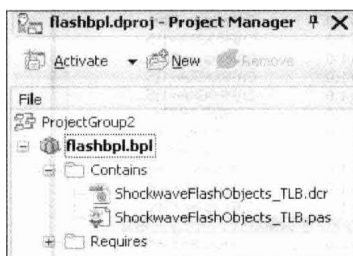 flashbpl.dproj - Project Manager
Activate New Remove
File
ProjectGroup2
flashbpl.bpl
Contains
ShockwaveFlashObjects_TLB.dcr
ShockwaveFlashObjects_TLB.pas
Requires